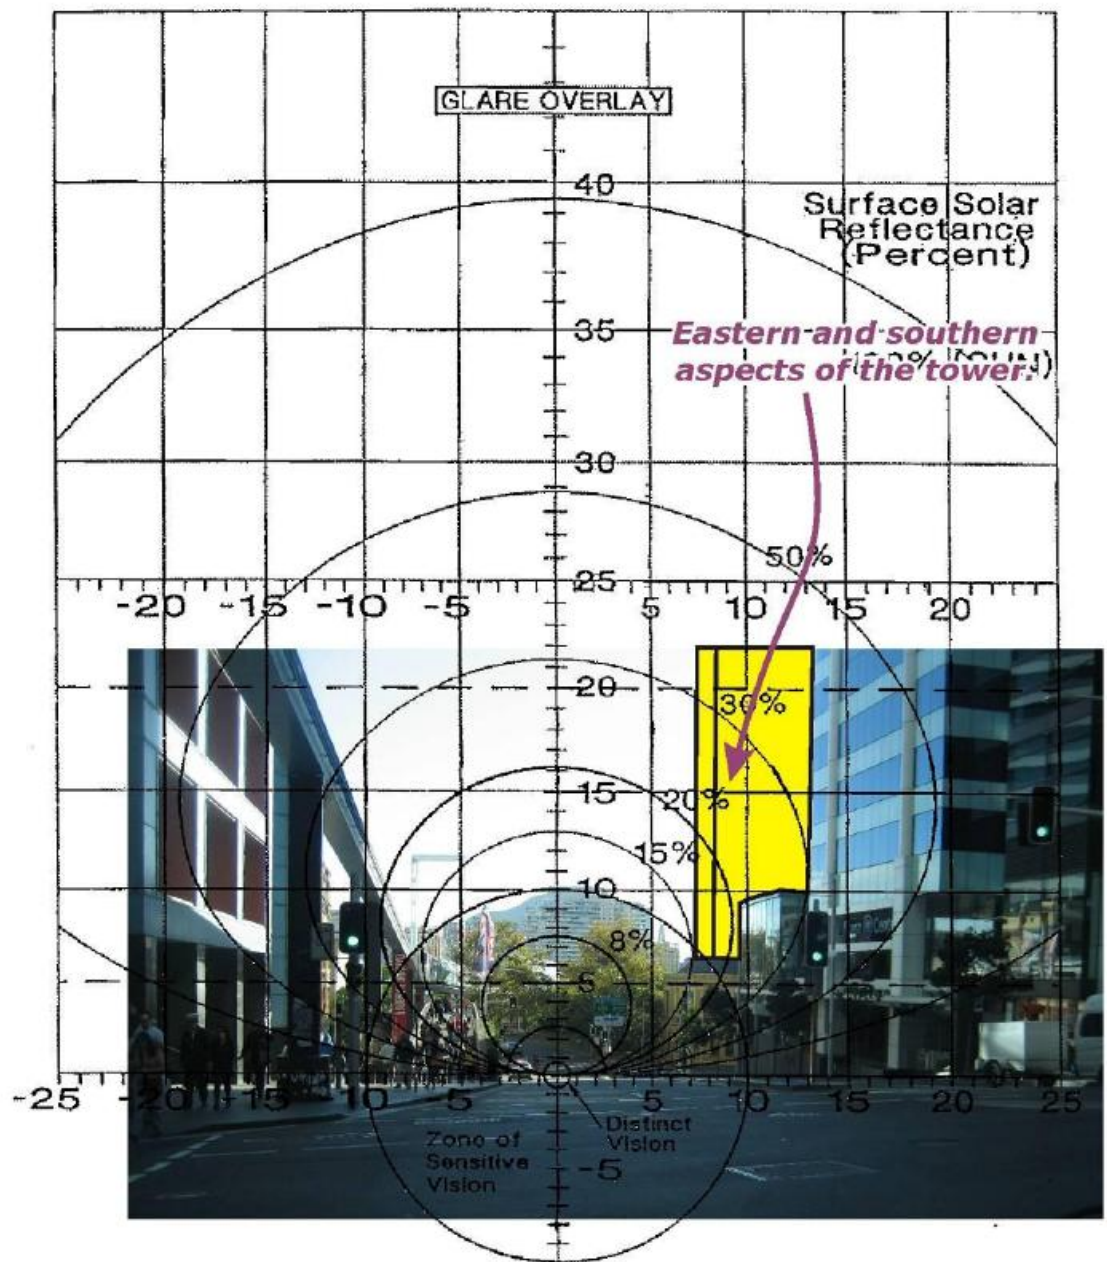 GLARE OVERLAY
40
Surface Solar
Reflectance
(Percent)
35
Eastern and southern
aspects of the tower.
30
50%
25
-20 -15 -10 -5 5 10 15 20
20
30%
15
20%
15%
10
8%
5
-25 20 15 10 5 5 10 15 20 25
Distinct
Vision
Zone of
Sensitive
Vision
-5